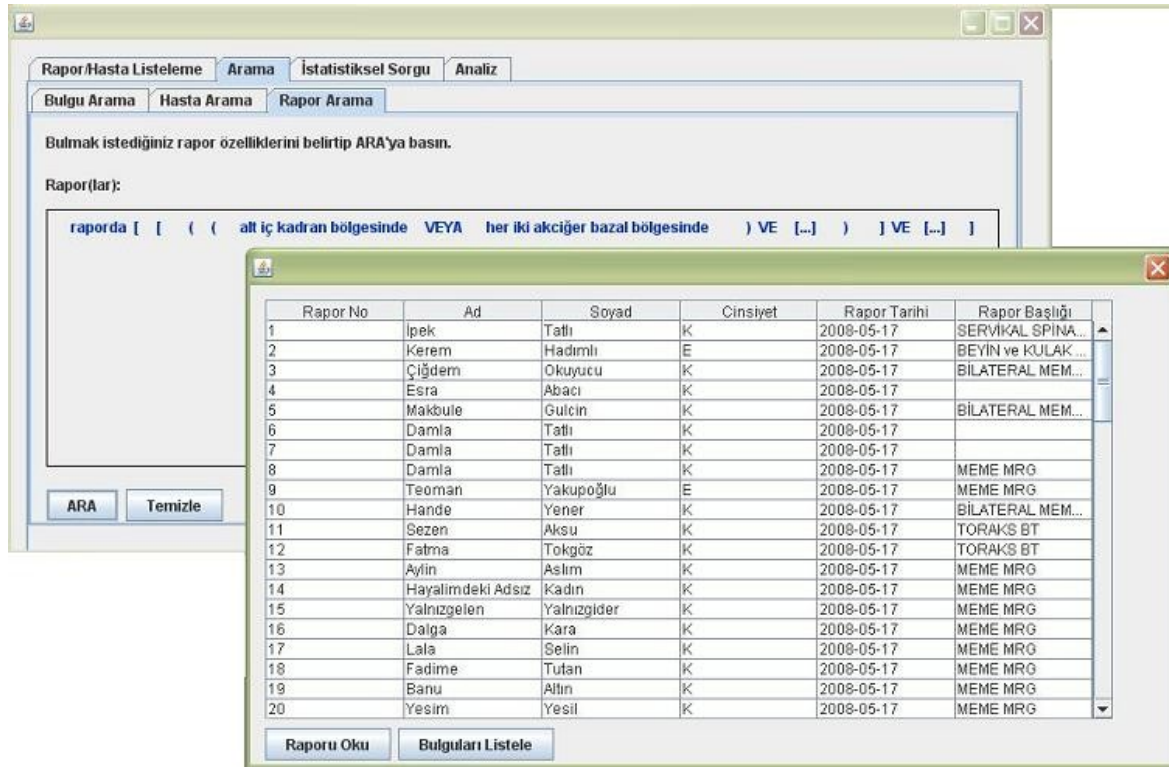 Rapor/Hasta Listeleme Arama İstatistiksel Sorgu Analiz
Bulgu Arama Hasta Arama Rapor Arama
Bulmak istediğiniz rapor özelliklerini belirtip ARA'ya basın.
Rapor(lar):
raporda [ [ ( ( alt iç kadran bölgesinde VEYA her iki akciğer bazal bölgesinde ) VE [...] ) ] VE [...] ]
ARA Temizle
Rapor No Ad Soyad Cinsiyet Rapor Tarihi Rapor Başlığı
1 İpek Tatlı K 2008-05-17 SERVİKAL SPİNA...
2 Kerem Hadımlı E 2008-05-17 BEYİN ve KULAK ...
3 Çiğdem Okuyucu K 2008-05-17 BİLATERAL MEM...
4 Esra Abacı K 2008-05-17
5 Makbule Gulcin K 2008-05-17 BİLATERAL MEM...
6 Damla Tatlı K 2008-05-17
7 Damla Tatlı K 2008-05-17
8 Damla Tatlı K 2008-05-17 MEME MRG
9 Teoman Yakupoğlu E 2008-05-17 MEME MRG
10 Hande Yener K 2008-05-17 BİLATERAL MEM...
11 Sezen Aksu K 2008-05-17 TORAKS BT
12 Fatma Tokgöz K 2008-05-17 TORAKS BT
13 Aylin Aslım K 2008-05-17 MEME MRG
14 Hayalimdeki Adsız Kadın K 2008-05-17 MEME MRG
15 Yalnızgelen Yalnızgider K 2008-05-17 MEME MRG
16 Dalga Kara K 2008-05-17 MEME MRG
17 Lala Selin K 2008-05-17 MEME MRG
18 Fadime Tutan K 2008-05-17 MEME MRG
19 Banu Altın K 2008-05-17 MEME MRG
20 Yesim Yesil K 2008-05-17 MEME MRG
Raporu Oku Bulguları Listele